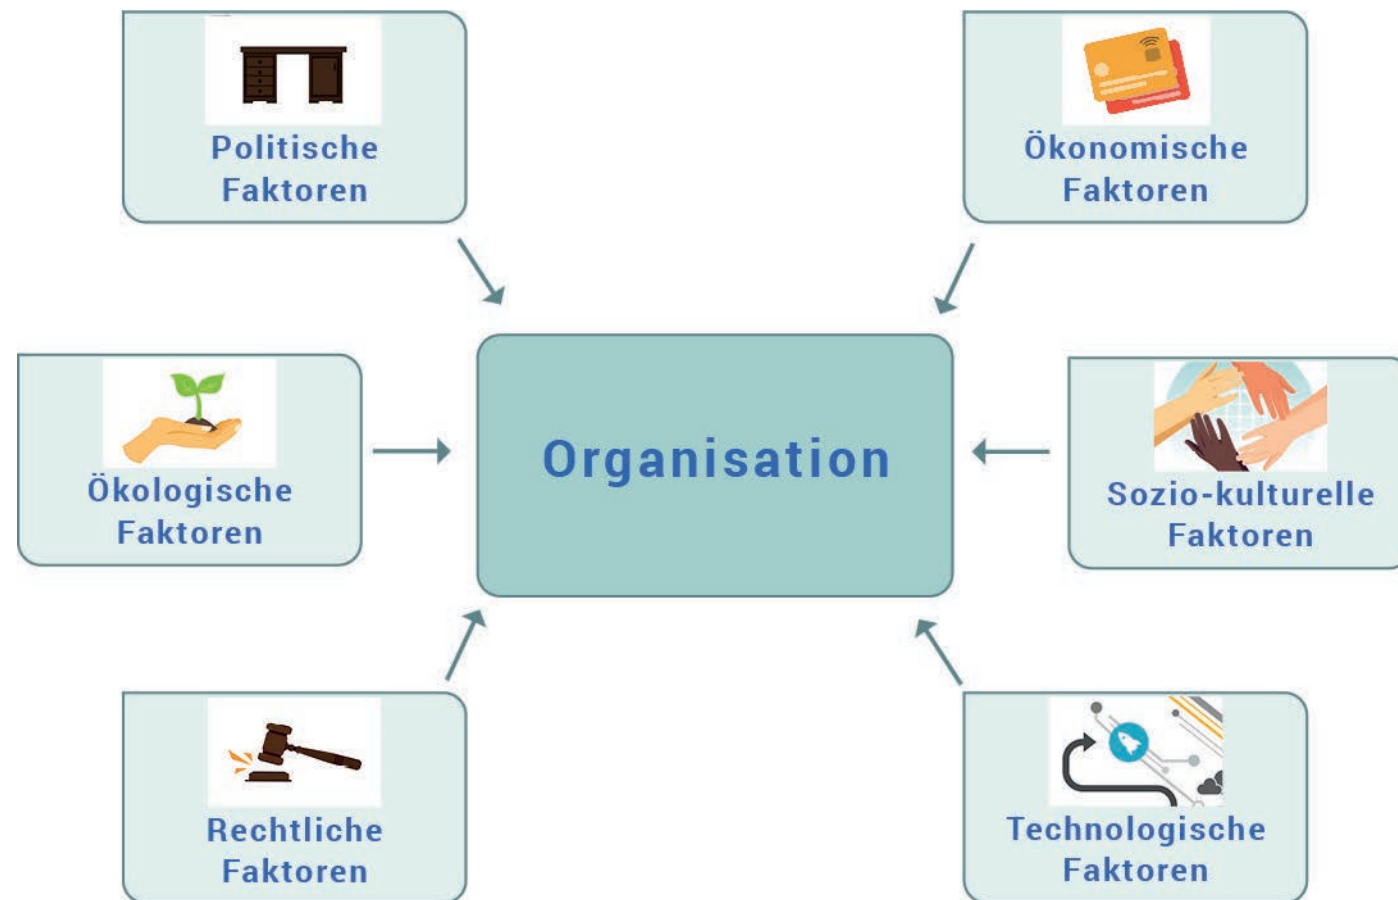 Politische
Faktoren
Ökonomische
Faktoren
Ökologische
Faktoren
Organisation
Sozio-kulturelle
Faktoren
Rechtliche
Faktoren
Technologische
Faktoren